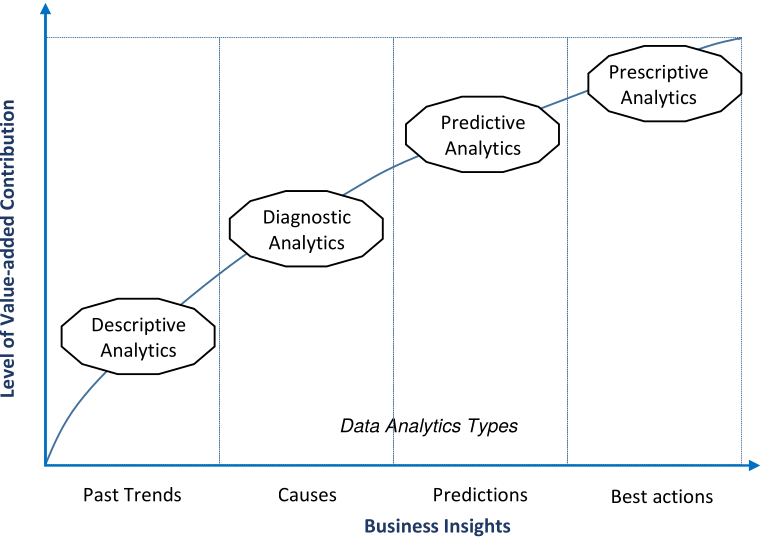 Level of Value-added Contribution
Prescriptive
Analytics
Predictive
Analytics
Diagnostic
Analytics
Descriptive
Analytics
Data Analytics Types
Past Trends
Causes
Predictions
Best actions
Business Insights